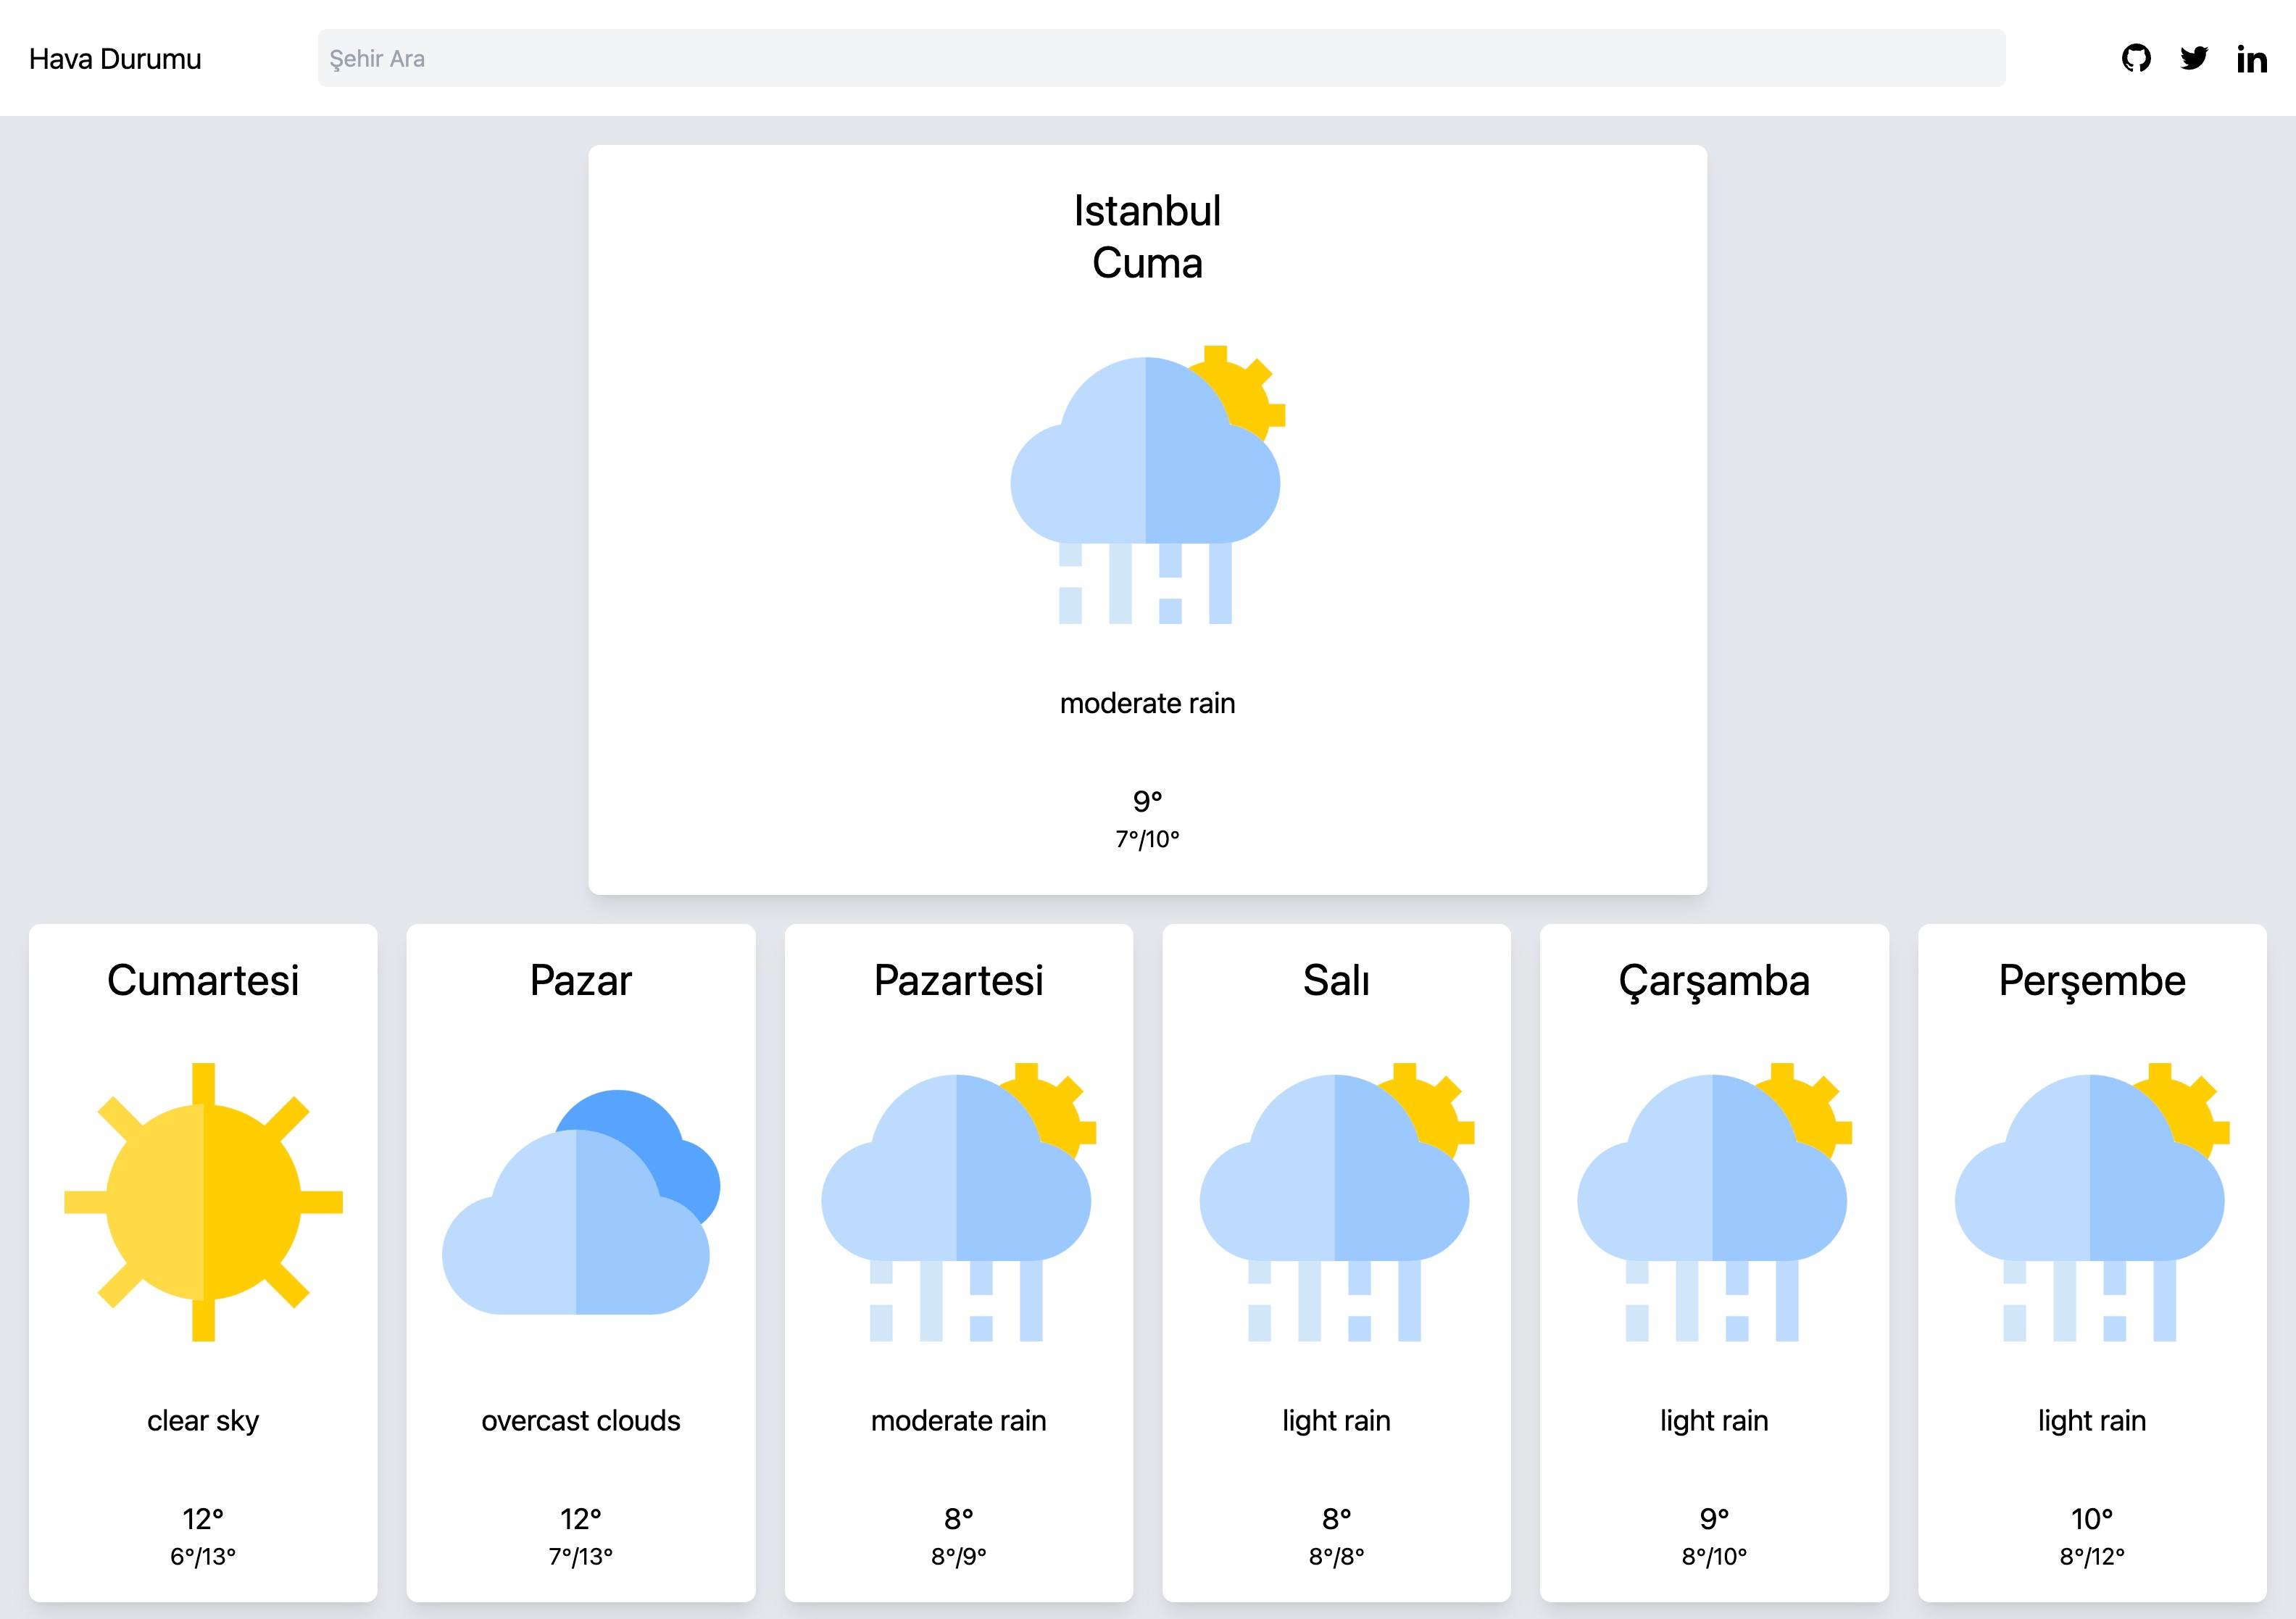 Hava Durumu
Şehir Ara
Istanbul
Cuma
moderate rain
9°
7°/10°
Cumartesi
clear sky
12°
6°/13°
Pazar
overcast clouds
12°
7°/13°
Pazartesi
moderate rain
8°
8°/9°
Salı
light rain
8°
8°/8°
Çarşamba
light rain
9°
8°/10°
Perşembe
light rain
10°
8°/12°